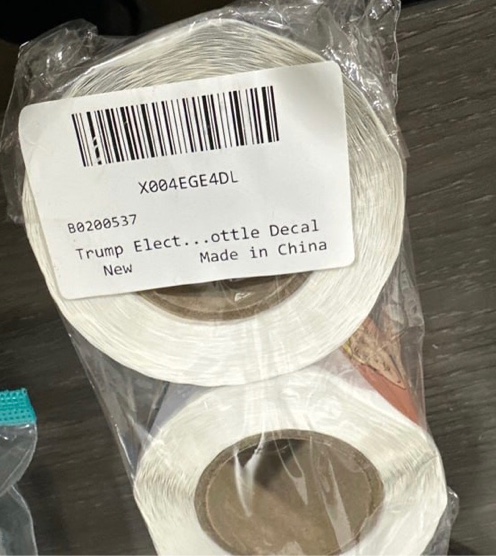 X004EGE4DL
B0200537
Trump Elect...ottle Decal
New Made in China